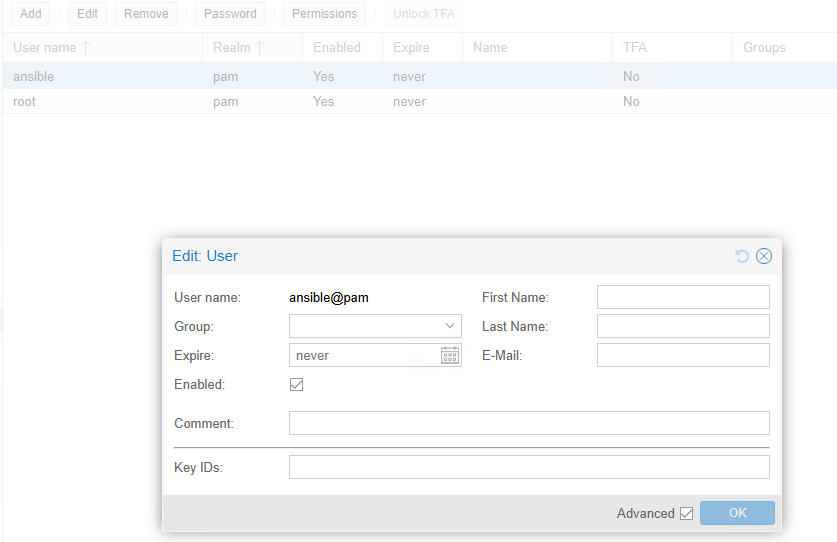 Add Edit Remove Password Permissions Unlock TFA
User name Realm Enabled Expire Name TFA Groups
ansible pam Yes never No
root pam Yes never No
Edit: User
User name: ansible@pam First Name:
Group: Last Name:
Expire: never E-Mail:
Enabled:
Comment:
Key IDs:
Advanced OK